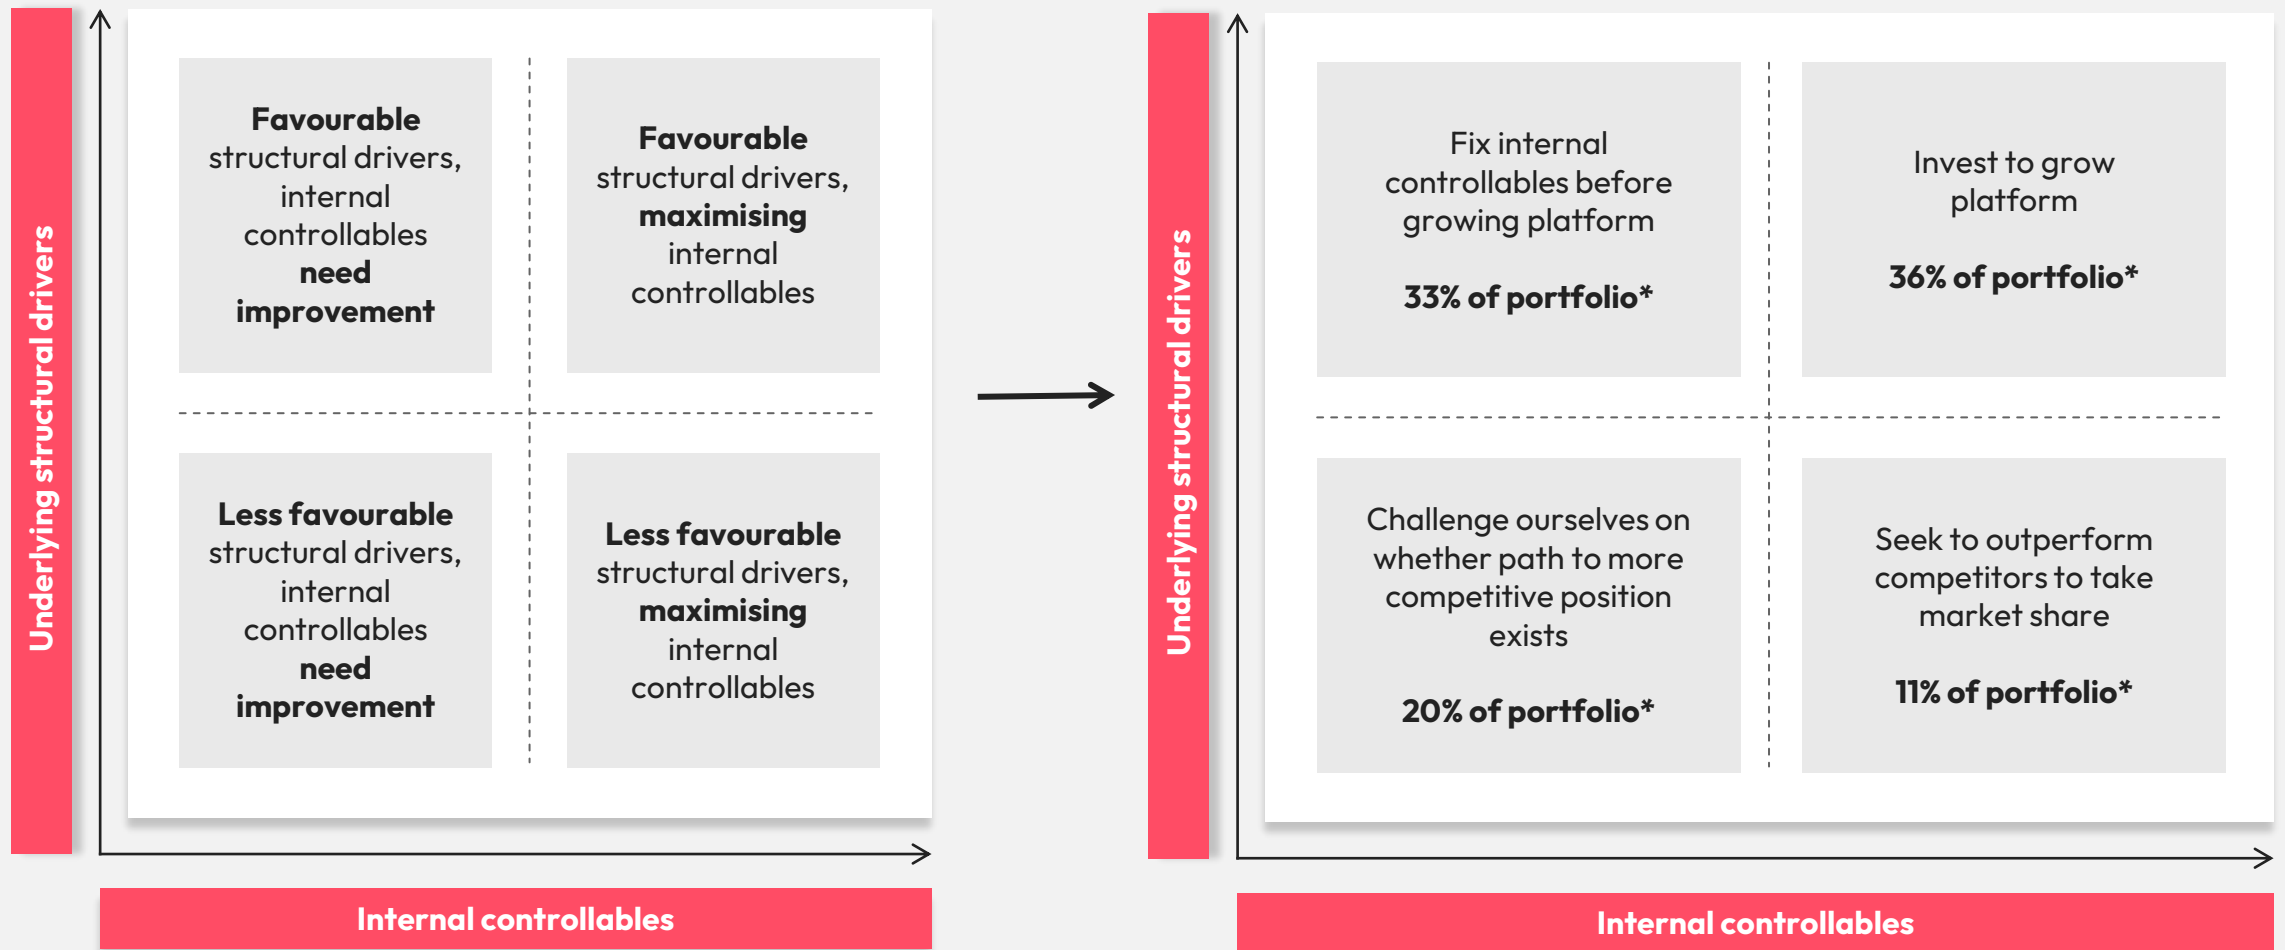 Underlying structural drivers
Favourable
structural drivers,
internal
controllables
need
improvement
Favourable
structural drivers,
maximising
internal
controllables
Less favourable
structural drivers,
internal
controllables
need
improvement
Less favourable
structural drivers,
maximising
internal
controllables
Internal controllables
Underlying structural drivers
Fix internal
controllables before
growing platform
33% of portfolio*
Invest to grow
platform
36% of portfolio*
Challenge ourselves on
whether path to more
competitive position
exists
20% of portfolio*
Seek to outperform
competitors to take
market share
11% of portfolio*
Internal controllables